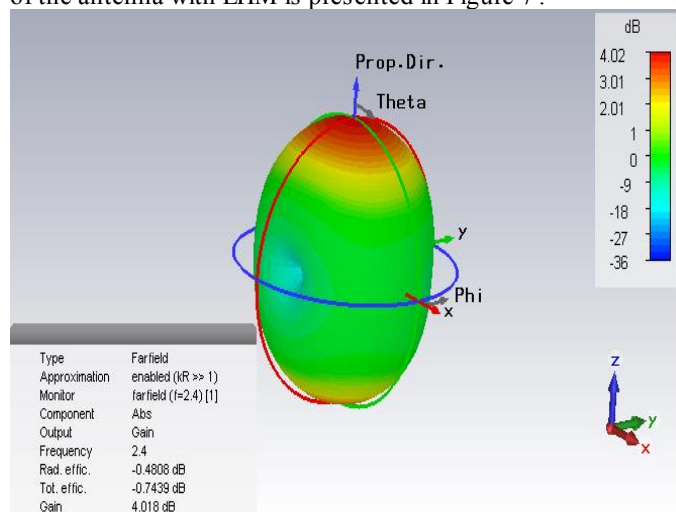 of the antenna with LHM is presented in Figure 7.
dB
4.02
3.01
2.01
1
0
-9
-18
-27
-36
Prop.Dir.
Theta
y
Phi
x
z
y
x
Type Farfield
Approximation enabled (kR >> 1)
Monitor farfield (f=2.4) [1]
Component Abs
Output Gain
Frequency 2.4
Rad. effic. -0.4808 dB
Tot. effic. -0.7439 dB
Gain 4.018 dB